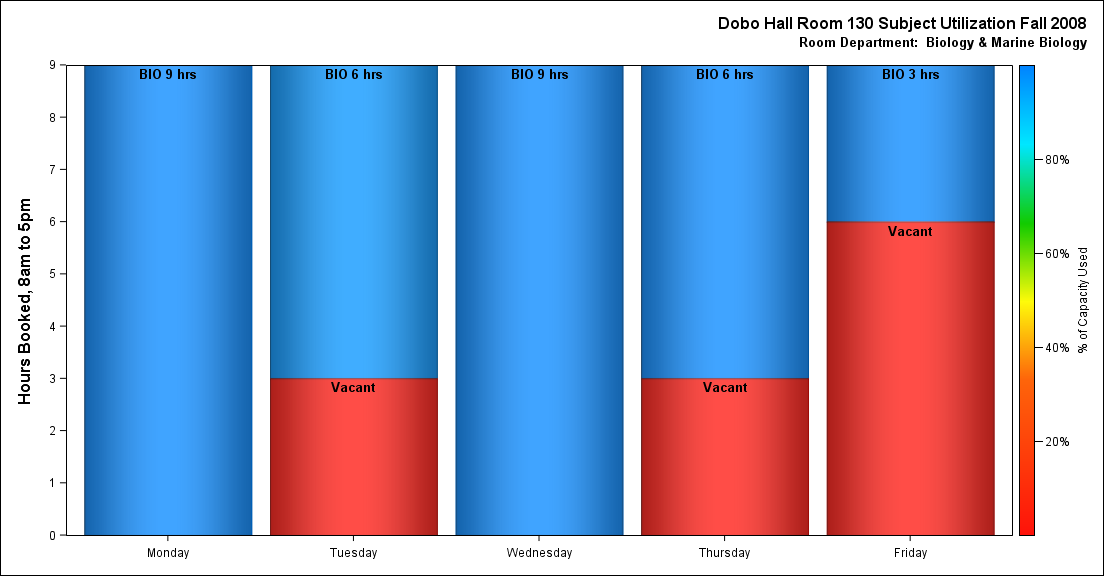 Dobo Hall Room 130 Subject Utilization Fall 2008
Room Department: Biology & Marine Biology
Hours Booked, 8am to 5pm
9
8
7
6
5
4
3
2
1
0
BIO 9 hrs
BIO 6 hrs
BIO 9 hrs
BIO 6 hrs
BIO 3 hrs
Vacant
Vacant
Vacant
Monday
Tuesday
Wednesday
Thursday
Friday
80%
60%
40%
20%
% of Capacity Used